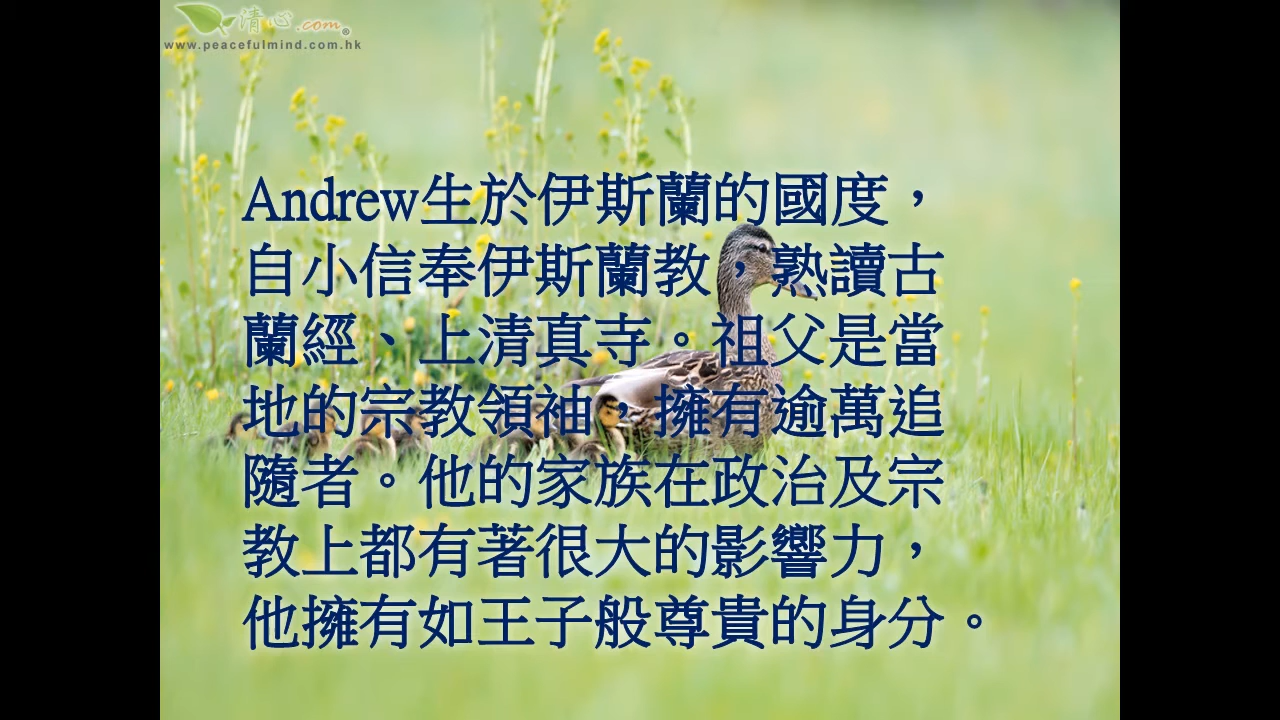 清心.com®
www.peacefulmind.com.hk
Andrew生於伊斯蘭的國度，
自小信奉伊斯蘭教，熟讀古
蘭經、上清真寺。祖父是當
地的宗教領袖，擁有逾萬追
隨者。他的家族在政治及宗
教上都有著很大的影響力，
他擁有如王子般尊貴的身分。